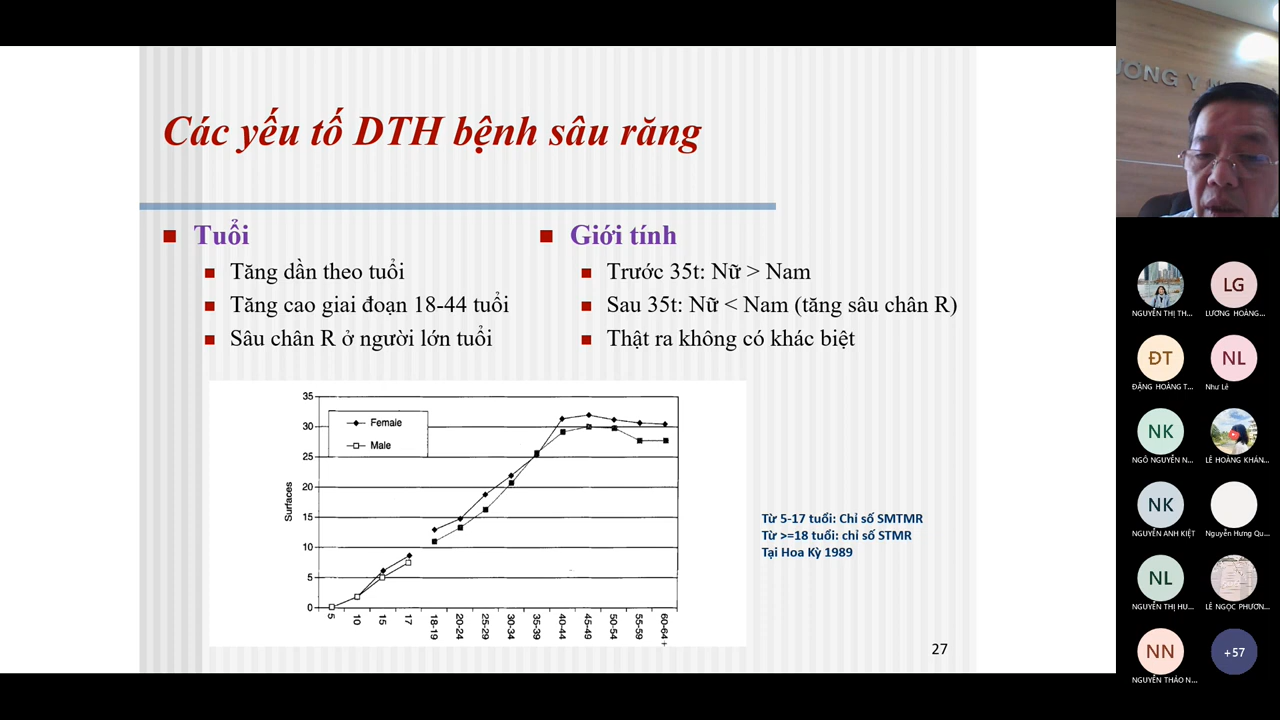 Các yếu tố DTH bệnh sâu răng
Tuổi
Tăng dần theo tuổi
Tăng cao giai đoạn 18-44 tuổi
Sâu chân R ở người lớn tuổi
Giới tính
Trước 35t: Nữ > Nam
Sau 35t: Nữ < Nam (tăng sâu chân R)
Thật ra không có khác biệt
Surfaces
35
30
25
20
15
10
5
0
Female
Male
5
10
15
17
18-19
20-24
25-29
30-34
35-39
40-44
45-49
50-54
55-59
60-64+
Từ 5-17 tuổi: Chỉ số SMTMR
Từ >=18 tuổi: chỉ số STMR
Tại Hoa Kỳ 1989
27
ƯƠNG Y
NGUYỄN THỊ TH...
LG
LƯƠNG HOÀNG...
ĐT
ĐẶNG HOÀNG T...
NL
Như Lê
NK
NGÔ NGUYỄN N...
LÊ HOÀNG KHÁN...
NK
NGUYỄN ANH KIỆT
Nguyễn Hưng Qu...
NL
NGUYỄN THỊ HU...
LÊ NGỌC PHƯƠN...
NN
NGUYỄN THẢO N...
+57